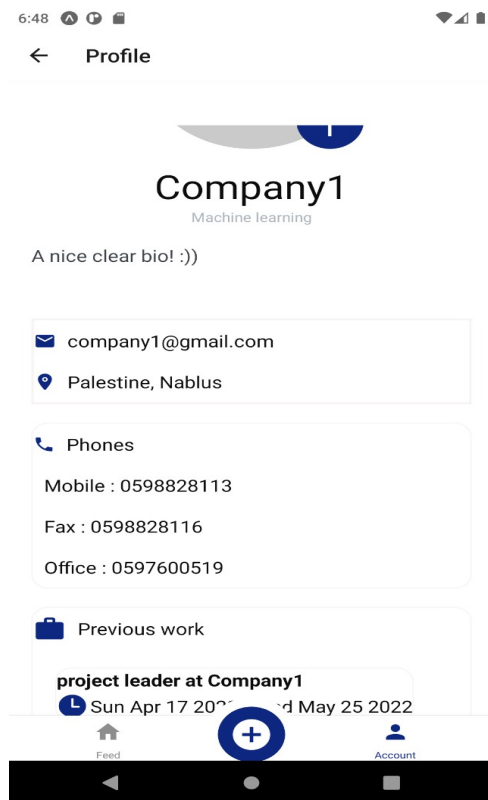 6:48
Profile
Company1
Machine learning
A nice clear bio! :))
company1@gmail.com
Palestine, Nablus
Phones
Mobile : 0598828113
Fax : 0598828116
Office : 0597600519
Previous work
project leader at Company1
Sun Apr 17 May 25 2022
Feed
Account